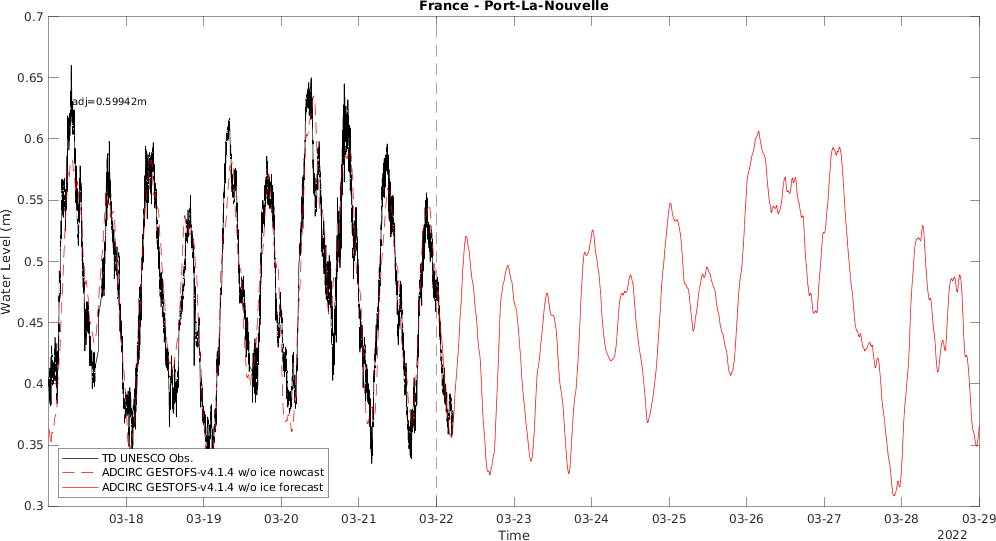 France - Port-La-Nouvelle
0.7
0.65
0.6
0.55
0.5
0.45
0.4
0.35
0.3
Water Level (m)
adj=0.59942m
TD UNESCO Obs.
ADCIRC GESTOFS-v4.1.4 w/o ice nowcast
ADCIRC GESTOFS-v4.1.4 w/o ice forecast
03-18 03-19 03-20 03-21 03-22 03-23 03-24 03-25 03-26 03-27 03-28 03-29
Time
2022